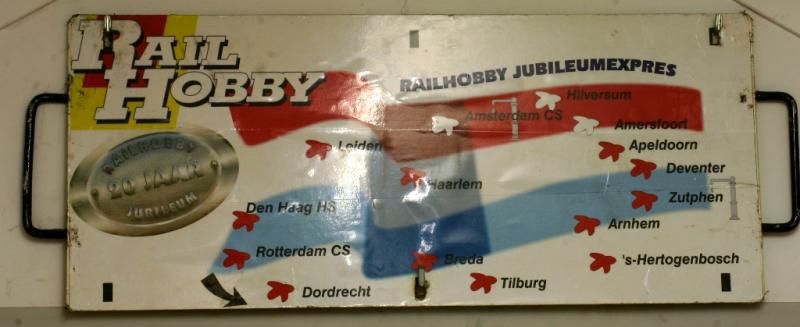 RAIL
HOBBY
RAILHOBBY JUBILEUMEXPRES
Hilversum
Amsterdam CS
Amersfoort
Leiden
Apeldoorn
RAILHOBBY
20 JAAR
JUBILEUM
Haarlem
Deventer
Zutphen
Den Haag HS
Arnhem
Rotterdam CS
Breda
's-Hertogenbosch
Tilburg
Dordrecht